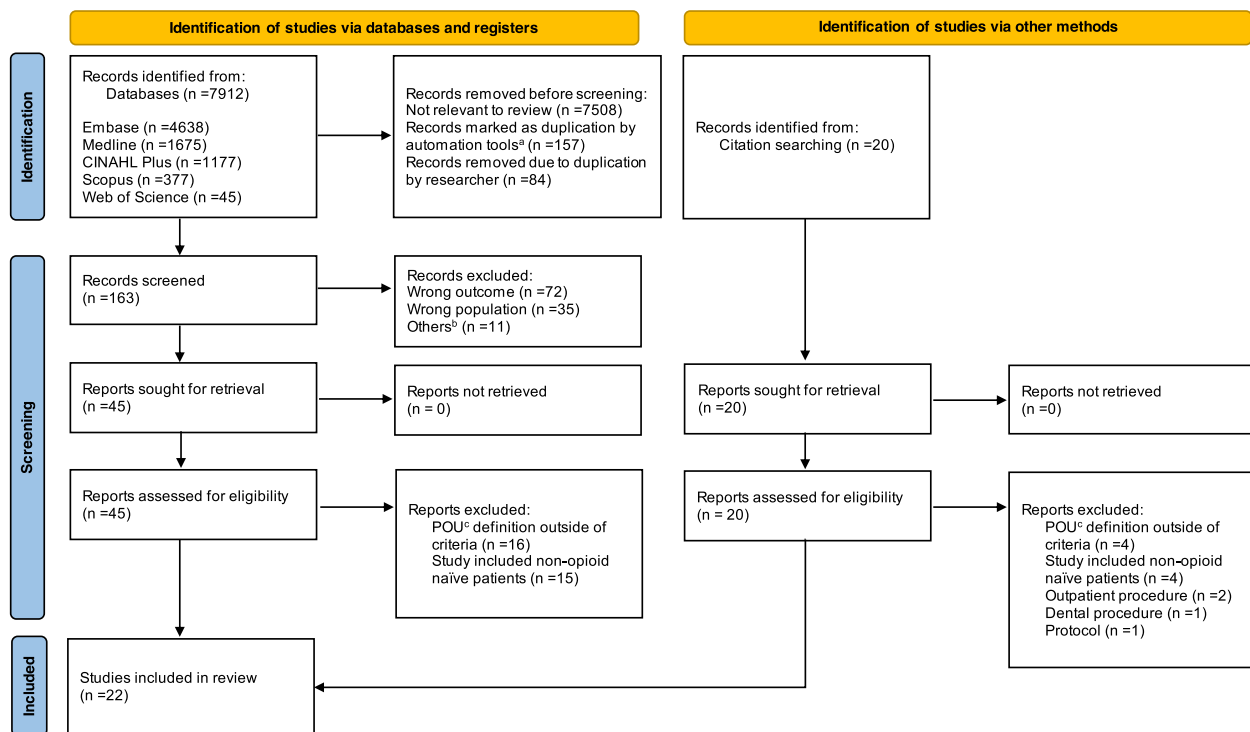 Identification of studies via databases and registers
Identification of studies via other methods
Identification
Records identified from:
Databases (n =7912)
Embase (n =4638)
Medline (n =1675)
CINAHL Plus (n =1177)
Scopus (n =377)
Web of Science (n =45)
Records removed before screening:
Not relevant to review (n =7508)
Records marked as duplication by
automation toolsᵃ (n =157)
Records removed due to duplication
by researcher (n =84)
Records identified from:
Citation searching (n =20)
Screening
Records screened
(n =163)
Records excluded:
Wrong outcome (n =72)
Wrong population (n =35)
Othersᵇ (n =11)
Reports sought for retrieval
(n =45)
Reports not retrieved
(n = 0)
Reports sought for retrieval
(n =20)
Reports not retrieved
(n =0)
Reports assessed for eligibility
(n =45)
Reports excluded:
POUᶜ definition outside of
criteria (n =16)
Study included non-opioid
naïve patients (n =15)
Reports assessed for eligibility
(n = 20)
Reports excluded:
POUᶜ definition outside of
criteria (n =4)
Study included non-opioid
naïve patients (n =4)
Outpatient procedure (n =2)
Dental procedure (n =1)
Protocol (n =1)
Included
Studies included in review
(n =22)